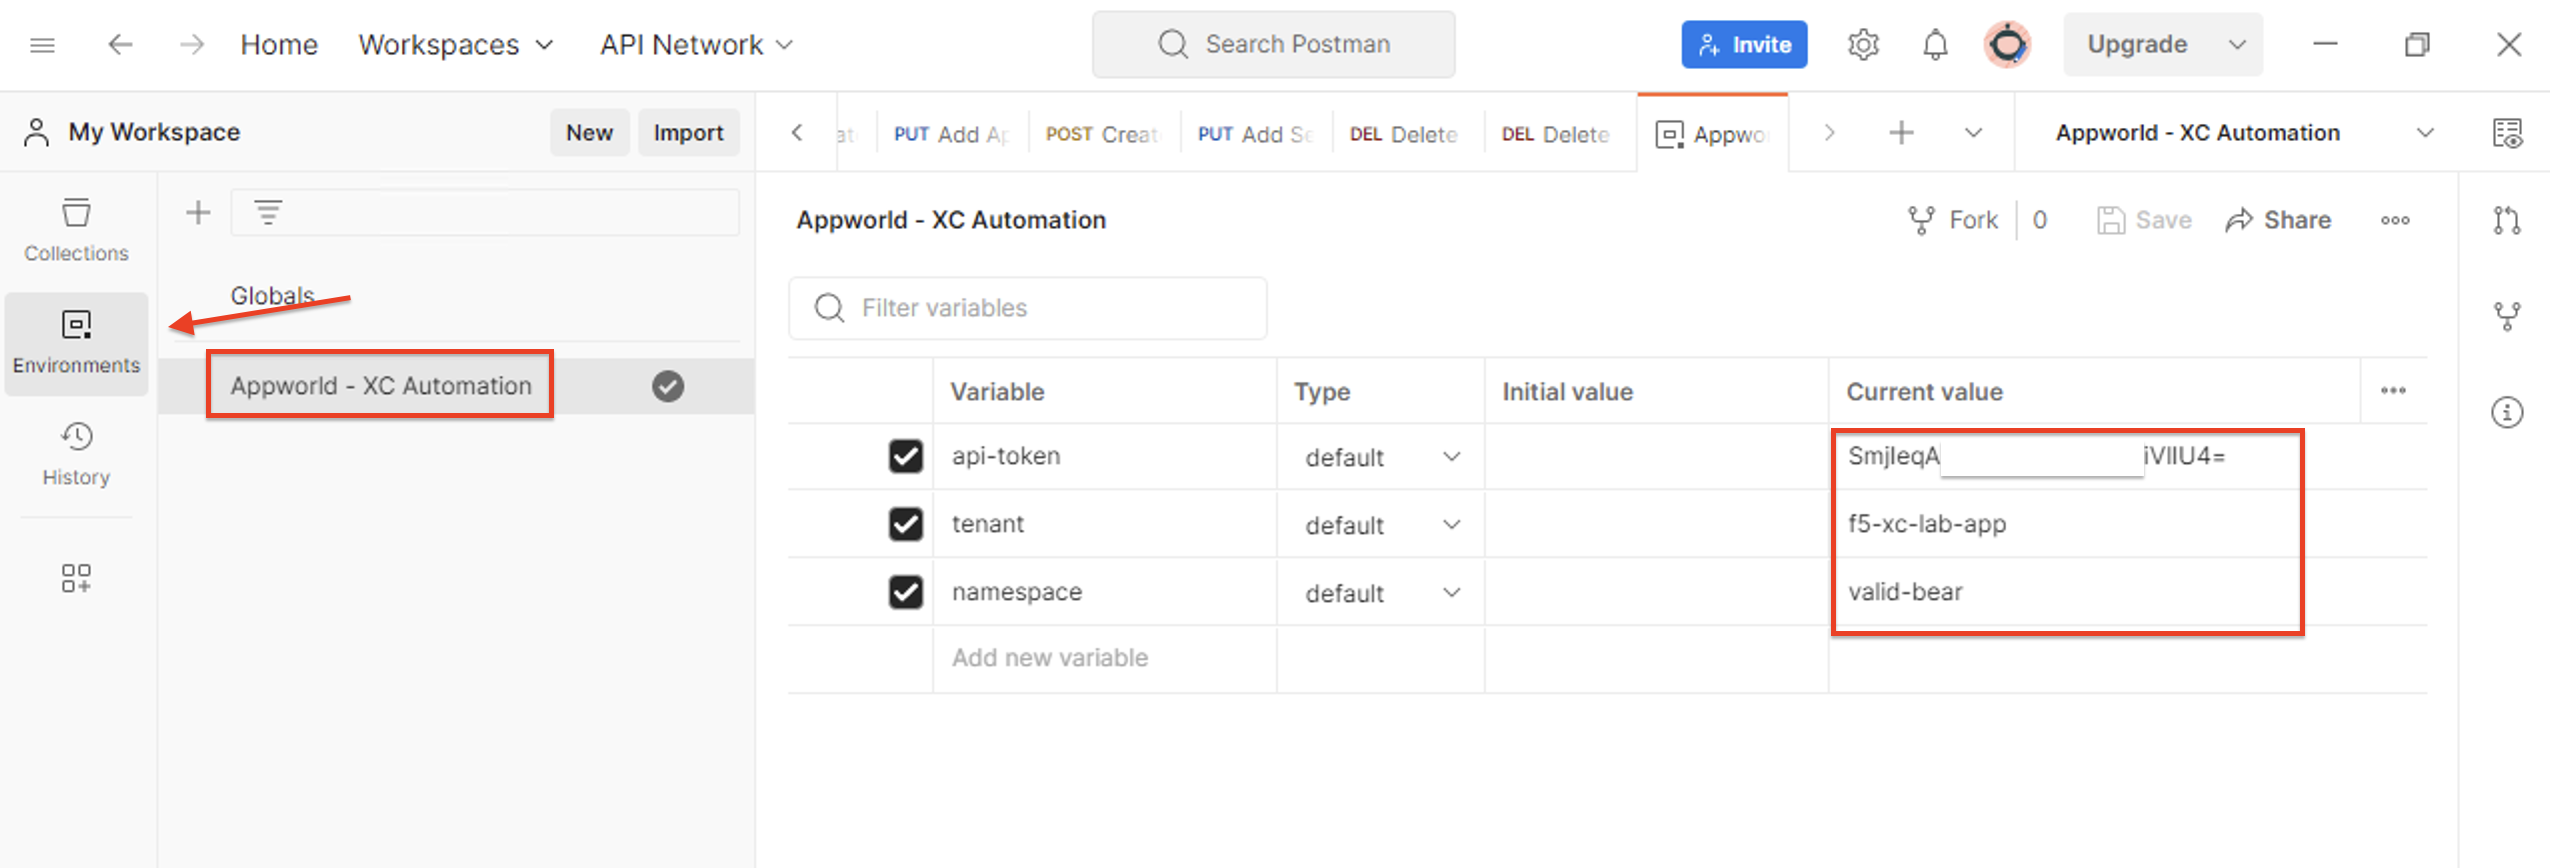 Home Workspaces API Network Search Postman Invite Upgrade
My Workspace New Import PUT Add Ap POST Creat PUT Add Se DEL Delete DEL Delete Appwo Appworld - XC Automation
Collections
Environments
History
Globals
Appworld - XC Automation
Appworld - XC Automation Fork 0 Save Share
Filter variables
Variable Type Initial value Current value
api-token default SmjleqA iVIIU4=
tenant default f5-xc-lab-app
namespace default valid-bear
Add new variable